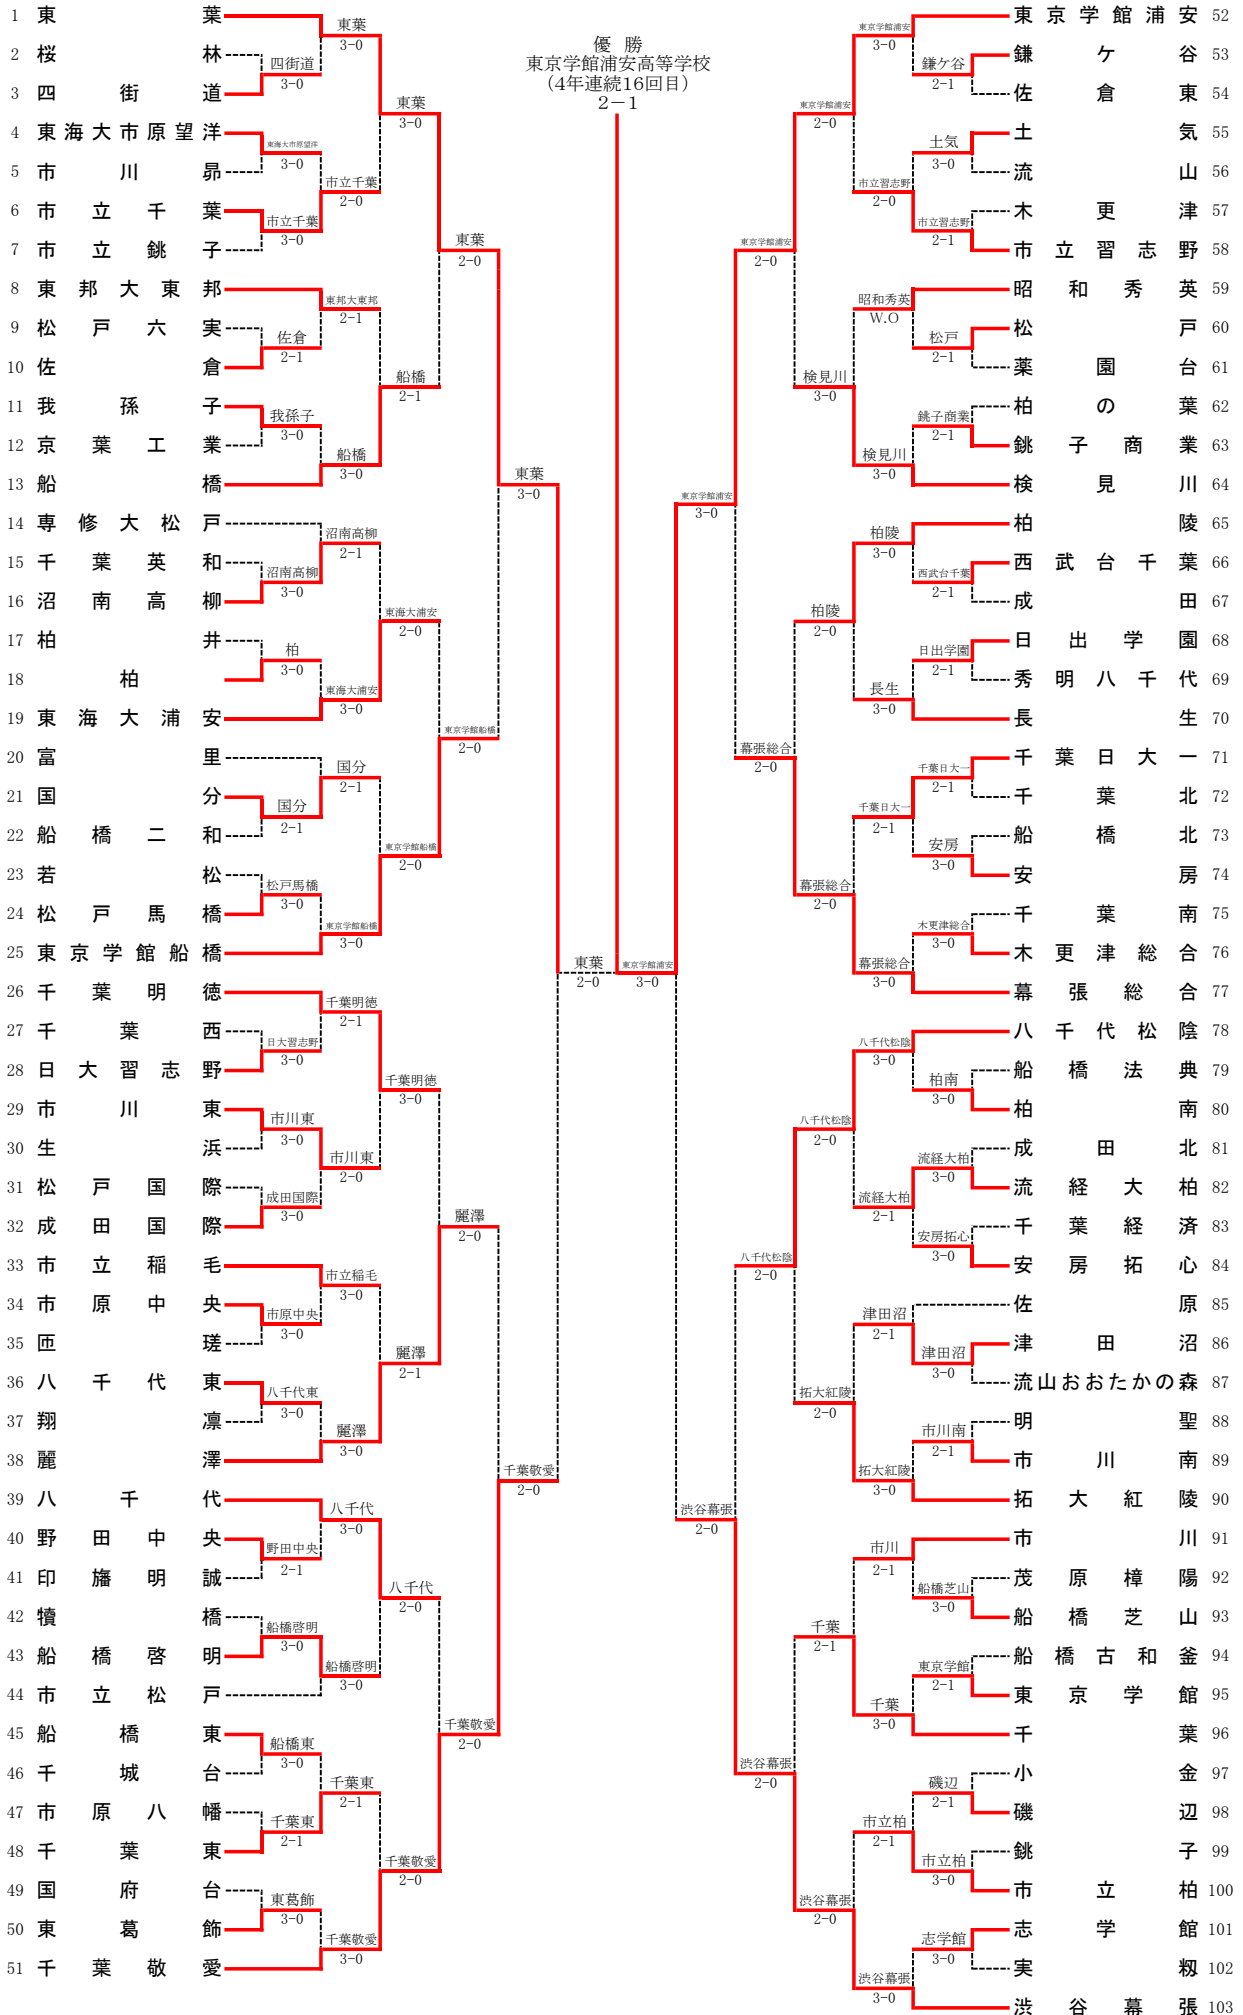 優勝
東京学館浦安高等学校
(4年連続16回目)
2－1
1 東葉
2 桜林
3 四街道
4 東海大市原望洋
5 市川昴
6 市立千葉
7 市立銚子
8 東邦大東邦
9 松戸六実
10 佐倉
11 我孫子
12 京葉工業
13 船橋
14 専修大松戸
15 千葉英和
16 沼南高柳
17 柏井
18 柏
19 東海大浦安
20 富里
21 国分
22 船橋二和
23 若松
24 松戸馬橋
25 東京学館船橋
26 千葉明徳
27 千葉西
28 日大習志野
29 市川東
30 生浜
31 松戸国際
32 成田国際
33 市立稲毛
34 市原中央
35 匝瑳
36 八千代東
37 翔凜
38 麗澤
39 八千代
40 野田中央
41 印旛明誠
42 犢橋
43 船橋啓明
44 市立松戸
45 船橋東
46 千城台
47 市原八幡
48 千葉東
49 国府台
50 東葛飾
51 千葉敬愛
四街道
3-0
東海大市原望洋
3-0
市立千葉
3-0
佐倉
2-1
我孫子
3-0
沼南高柳
3-0
柏
3-0
国分
2-1
松戸馬橋
3-0
日大習志野
3-0
市川東
3-0
成田国際
3-0
市原中央
3-0
八千代東
3-0
野田中央
2-1
船橋啓明
3-0
船橋東
3-0
千葉東
2-1
東葛飾
3-0
東葉
3-0
市立千葉
2-0
東邦大東邦
2-1
船橋
3-0
沼南高柳
2-1
東海大浦安
3-0
国分
2-1
東京学館船橋
3-0
千葉明徳
2-1
市川東
2-0
市立稲毛
3-0
麗澤
3-0
八千代
3-0
船橋啓明
3-0
千葉東
2-1
千葉敬愛
3-0
東葉
3-0
船橋
2-1
東海大浦安
2-0
東京学館船橋
2-0
千葉明徳
3-0
麗澤
2-1
八千代
2-0
千葉敬愛
2-0
東葉
2-0
東京学館船橋
2-0
麗澤
2-0
千葉敬愛
2-0
東葉
3-0
千葉敬愛
2-0
東葉
2-0
東京学館浦安
3-0
東京学館浦安
3-0
渋谷幕張
2-0
東京学館浦安
2-0
幕張総合
2-0
八千代松陰
2-0
渋谷幕張
2-0
東京学館浦安
2-0
検見川
3-0
柏陵
2-0
幕張総合
2-0
八千代松陰
2-0
拓大紅陵
2-0
千葉
2-1
渋谷幕張
2-0
東京学館浦安
3-0
市立習志野
2-0
昭和秀英
W.O
検見川
3-0
柏陵
3-0
長生
3-0
千葉日大一
2-1
幕張総合
3-0
八千代松陰
3-0
流経大柏
2-1
津田沼
2-1
拓大紅陵
3-0
市川
2-1
千葉
3-0
市立柏
2-1
渋谷幕張
3-0
鎌ケ谷
2-1
土気
3-0
市立習志野
2-1
松戸
2-1
銚子商業
2-1
西武台千葉
2-1
日出学園
2-1
千葉日大一
2-1
安房
3-0
木更津総合
3-0
柏南
3-0
流経大柏
3-0
安房拓心
3-0
津田沼
3-0
市川南
2-1
船橋芝山
3-0
東京学館
2-1
磯辺
2-1
市立柏
3-0
志学館
3-0
東京学館浦安 52
鎌ケ谷 53
佐倉東 54
土気 55
流山 56
木更津 57
市立習志野 58
昭和秀英 59
松戸 60
薬園台 61
柏の葉 62
銚子商業 63
検見川 64
柏陵 65
西武台千葉 66
成田 67
日出学園 68
秀明八千代 69
長生 70
千葉日大一 71
千葉北 72
船橋北 73
安房 74
千葉南 75
木更津総合 76
幕張総合 77
八千代松陰 78
船橋法典 79
柏南 80
成田北 81
流経大柏 82
千葉経済 83
安房拓心 84
佐原 85
津田沼 86
流山おおたかの森 87
明聖 88
市川南 89
拓大紅陵 90
市川 91
茂原樟陽 92
船橋芝山 93
船橋古和釜 94
東京学館 95
千葉 96
小金 97
磯辺 98
銚子 99
市立柏 100
志学館 101
実籾 102
渋谷幕張 103